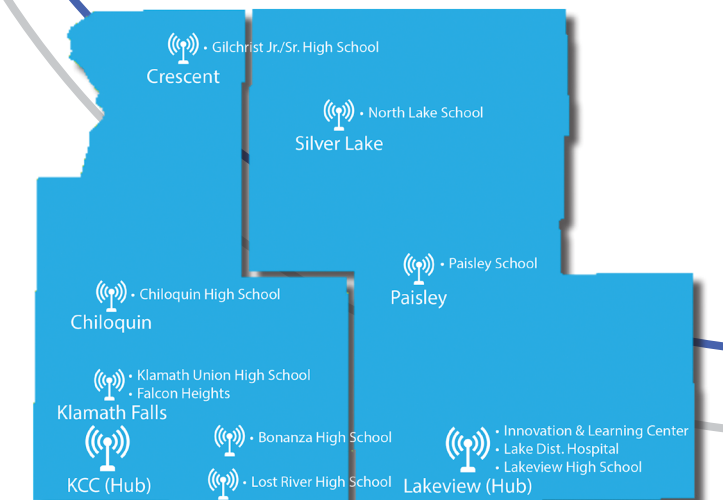 • Gilchrist Jr./Sr. High School
Crescent
• North Lake School
Silver Lake
• Paisley School
Paisley
• Chiloquin High School
Chiloquin
• Klamath Union High School
• Falcon Heights
Klamath Falls
KCC (Hub)
• Bonanza High School
• Lost River High School
• Innovation & Learning Center
• Lake Dist. Hospital
• Lakeview High School
Lakeview (Hub)